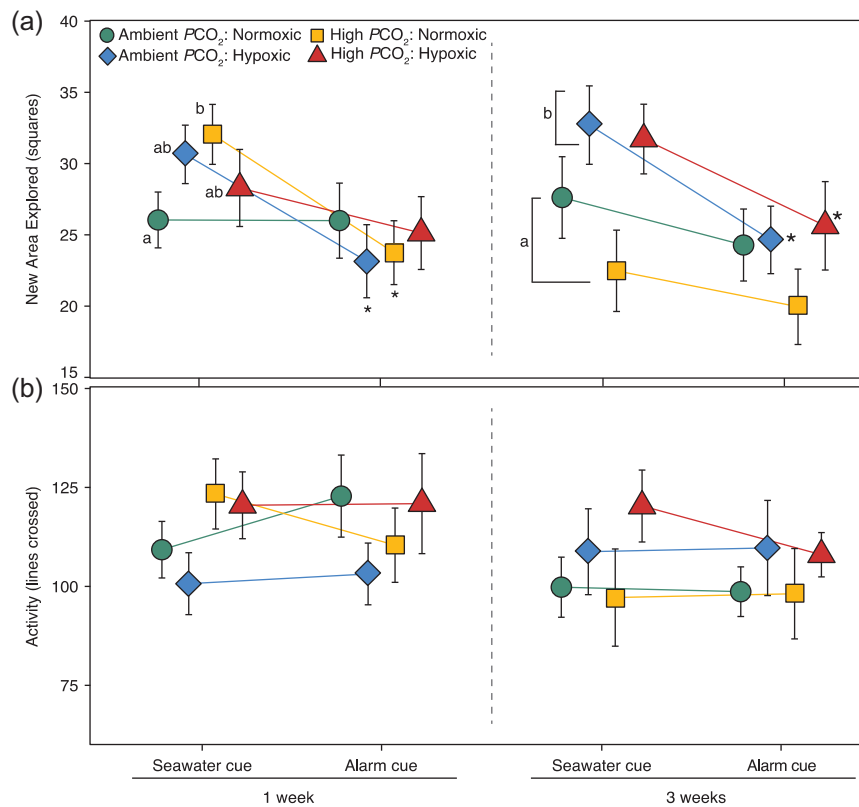 (a)
40
35
30
25
20
15
New Area Explored (squares)
Ambient PCO₂: Normoxic
High PCO₂: Normoxic
Ambient PCO₂: Hypoxic
High PCO₂: Hypoxic
a
ab
b
ab
*
*
b
a
*
*
(b)
150
125
100
75
Activity (lines crossed)
Seawater cue
Alarm cue
Seawater cue
Alarm cue
1 week
3 weeks